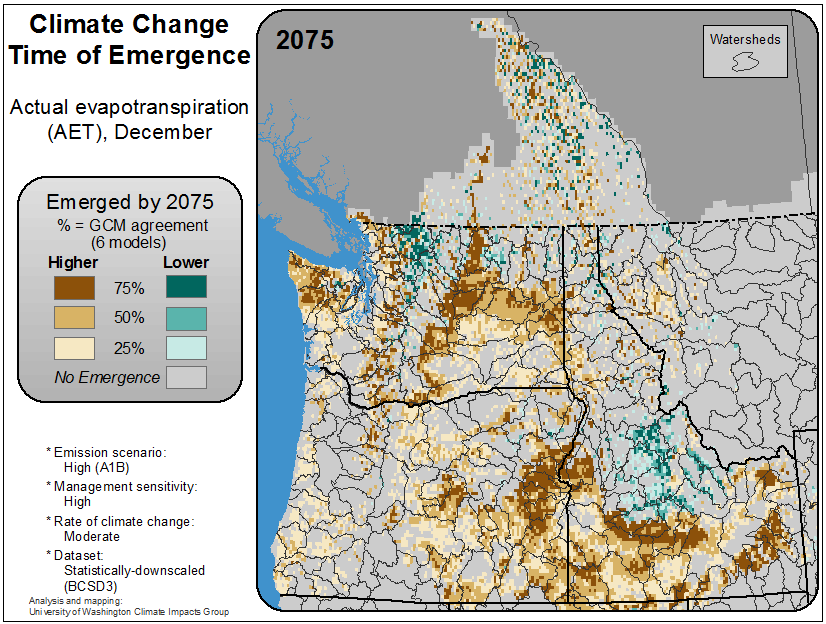 Climate Change
Time of Emergence
Actual evapotranspiration
(AET), December
Emerged by 2075
% = GCM agreement
(6 models)
Higher Lower
75%
50%
25%
No Emergence
* Emission scenario:
High (A1B)
* Management sensitivity:
High
* Rate of climate change:
Moderate
* Dataset:
Statistically-downscaled
(BCSD3)
Analysis and mapping:
University of Washington Climate Impacts Group
2075
Watersheds